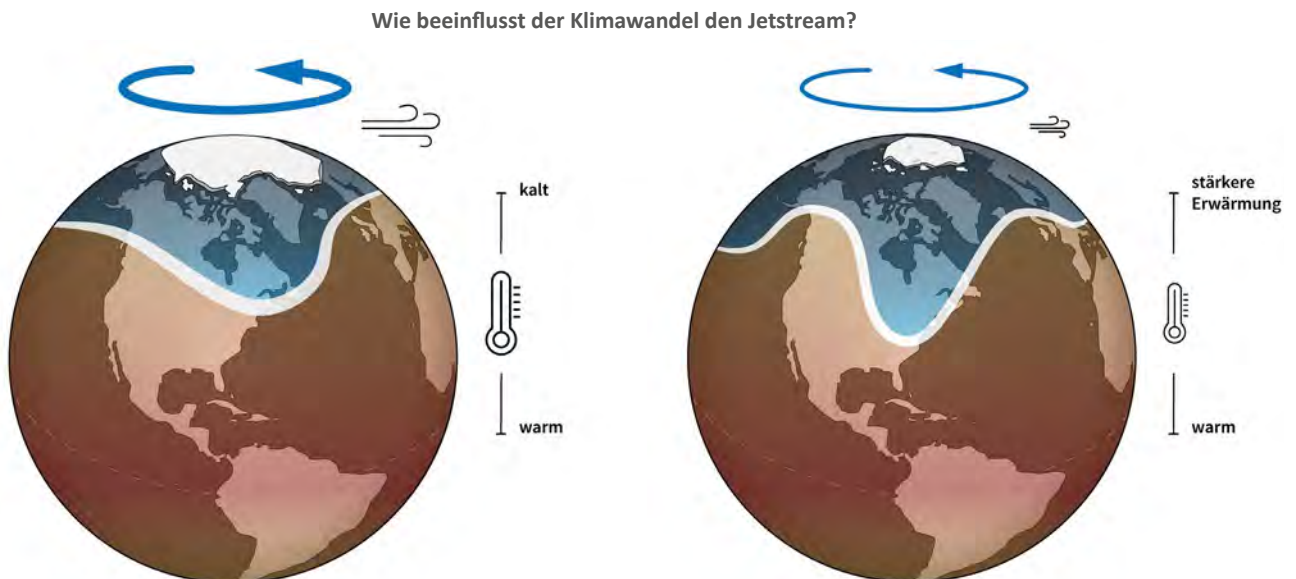 Wie beeinflusst der Klimawandel den Jetstream?
kalt
warm
stärkere
Erwärmung
warm